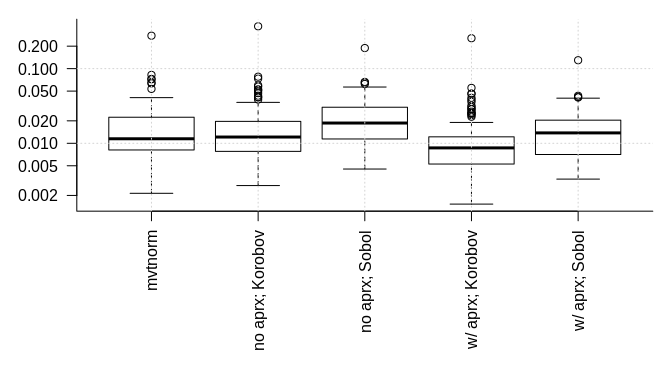 0.200
0.100
0.050
0.020
0.010
0.005
0.002
mvtnorm
no aprx; Korobov
no aprx; Sobol
w/ aprx; Korobov
w/ aprx; Sobol